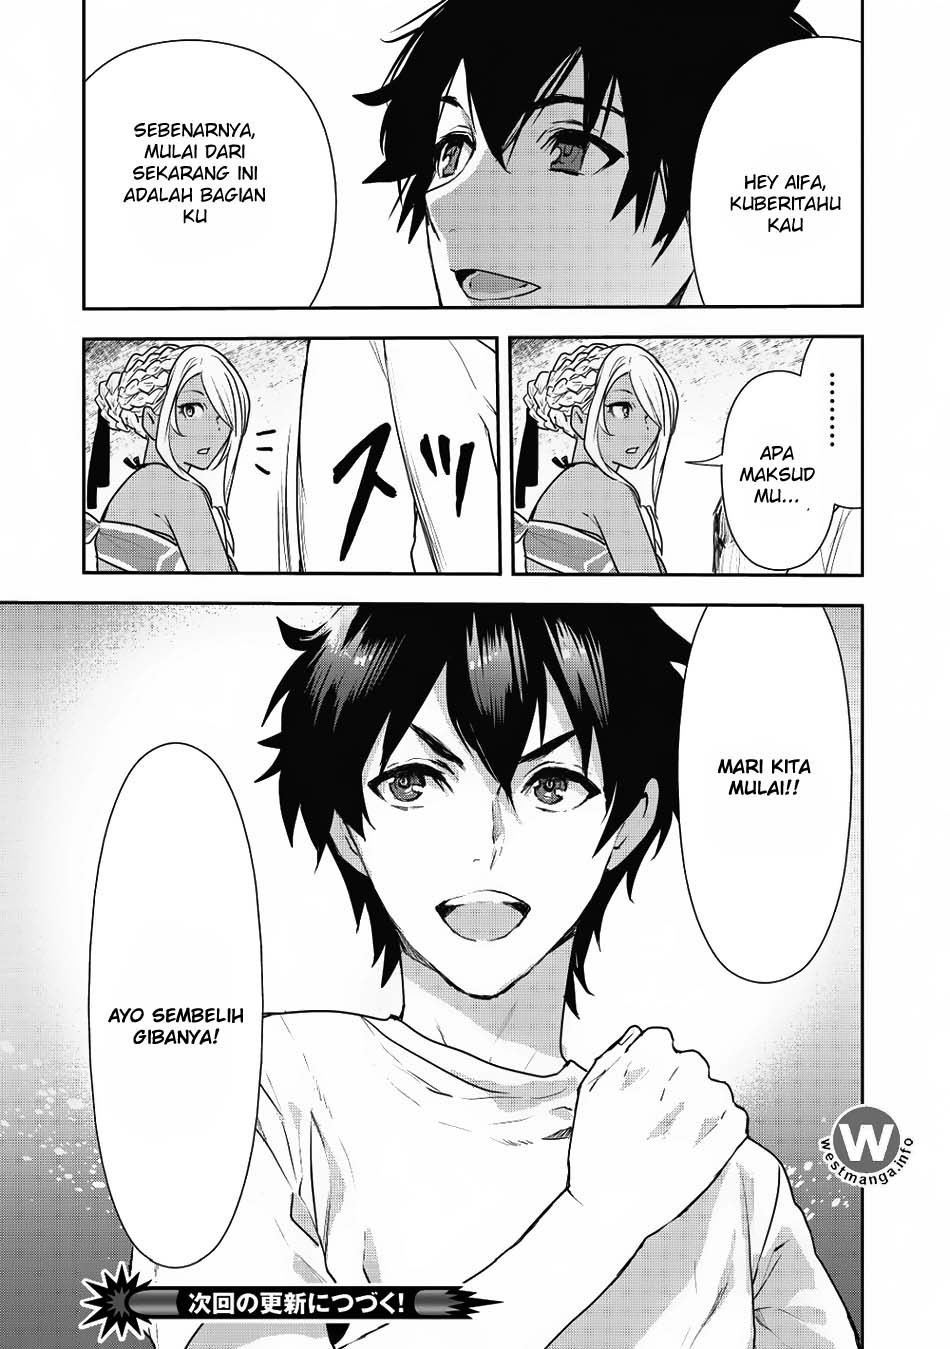 HEY AIFA,
KUBERITAHU
KAU
SEBENARNYA,
MULAI DARI
SEKARANG INI
ADALAH BAGIAN
KU
.........
APA
MAKSUD
MU...
スッ
MARI KITA
MULAI!!
AYO SEMBELIH
GIBANYA!
W
westmanga.info
次回の更新につづく!